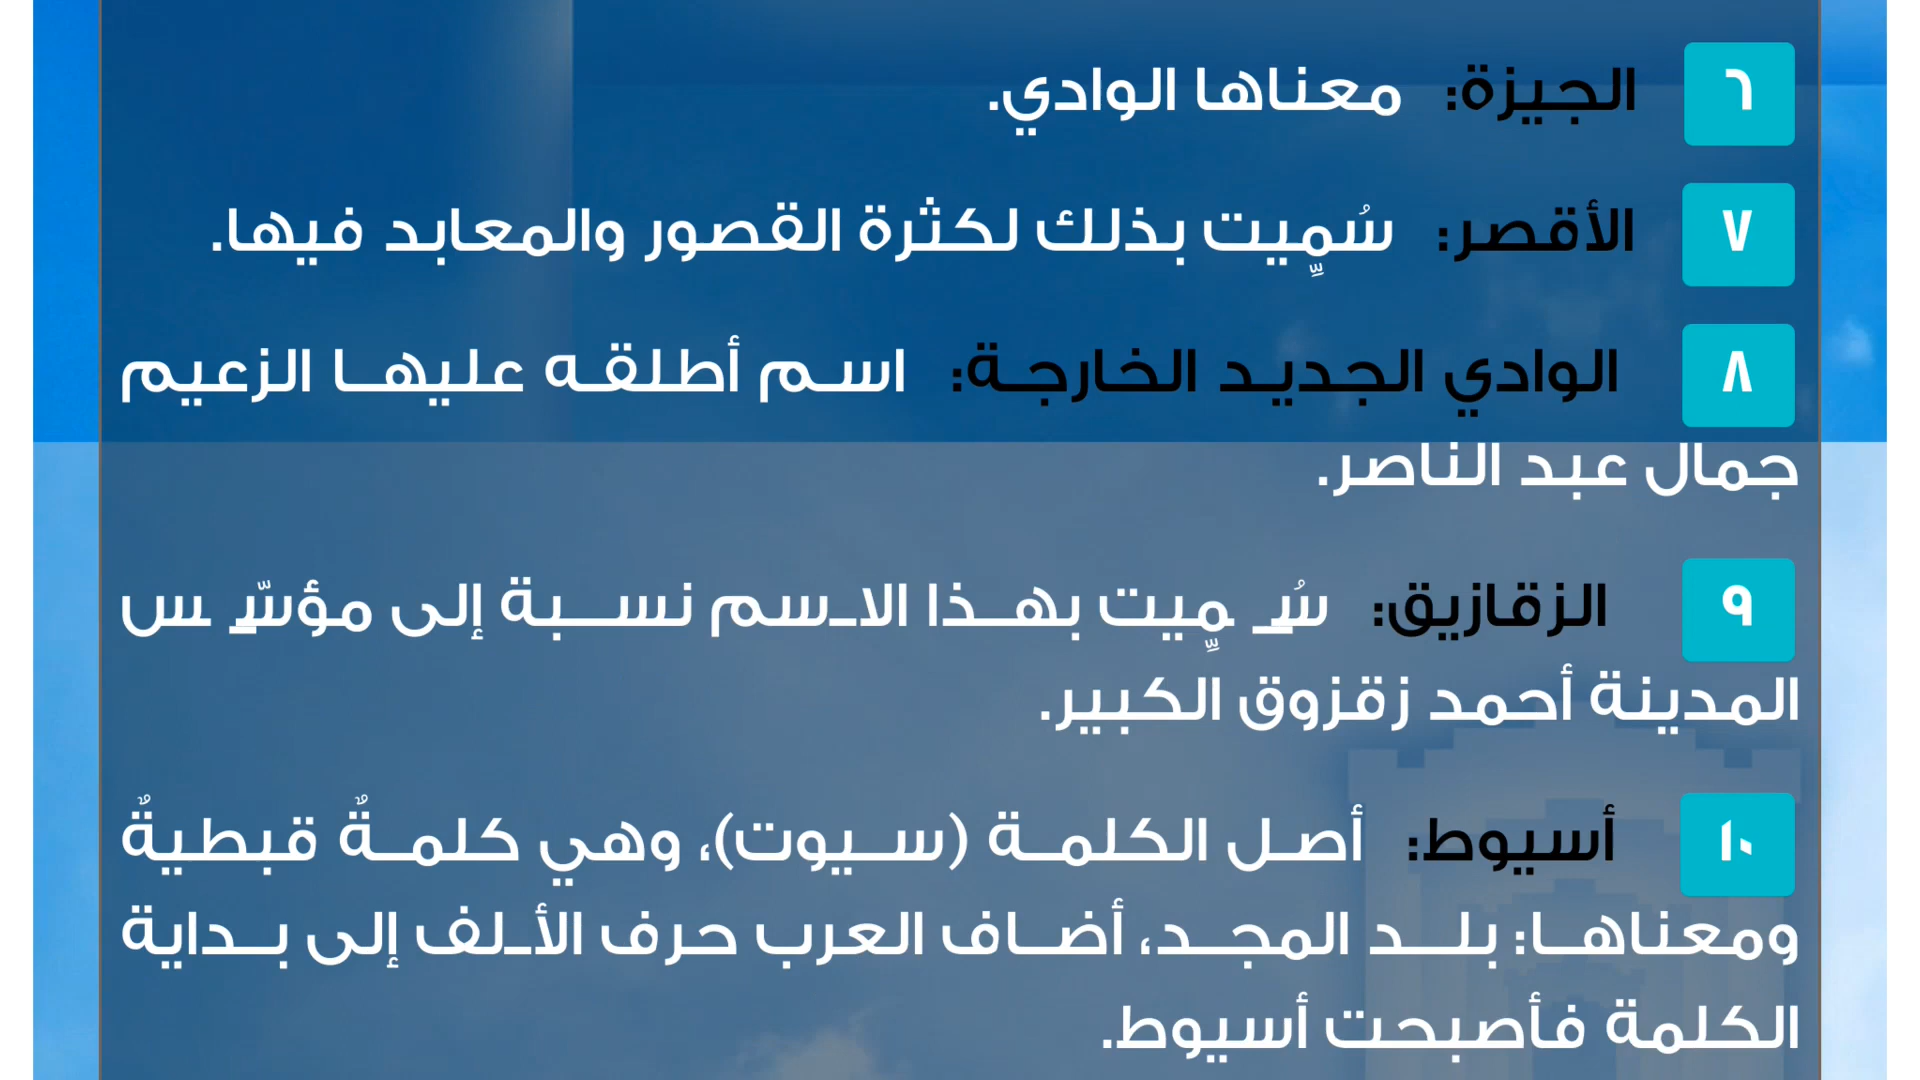 ٦ الجيزة: معناها الوادي.
٧ الأقصر: سُمِّيت بذلك لكثرة القصور والمعابد فيها.
٨ الوادي الجديد الخارجة: اسم أطلقه عليها الزعيم
جمال عبد الناصر.
٩ الزقازيق: سُمِّيت بهذا الاسم نسبة إلى مؤسّس
المدينة أحمد زقزوق الكبير.
١٠ أسيوط: أصل الكلمة (سيوت)، وهي كلمةٌ قبطيةٌ
ومعناها: بلد المجد، أضاف العرب حرف الألف إلى بداية
الكلمة فأصبحت أسيوط.